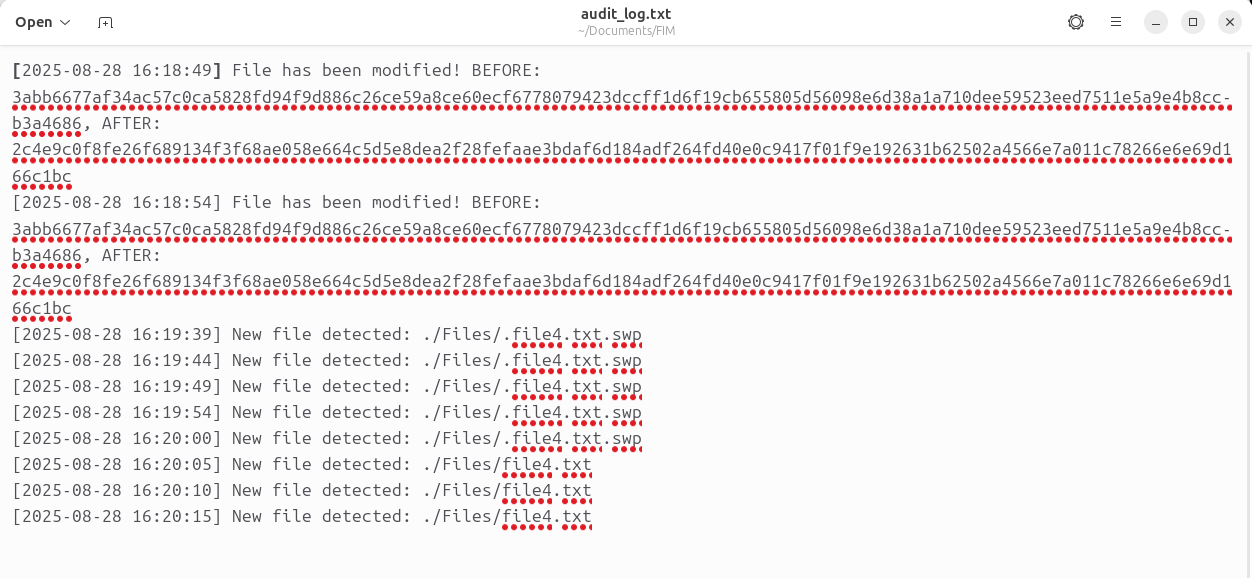 Open
audit_log.txt
~/Documents/FIM
[2025-08-28 16:18:49] File has been modified! BEFORE:
3abb6677af34ac57c0ca5828fd94f9d886c26ce59a8ce60ecf6778079423dccff1d6f19cb655805d56098e6d38a1a710dee59523eed7511e5a9e4b8cc-
b3a4686, AFTER:
2c4e9c0f8fe26f689134f3f68ae058e664c5d5e8dea2f28fefaae3bdaf6d184adf264fd40e0c9417f01f9e192631b62502a4566e7a011c78266e6e69d1
66c1bc
[2025-08-28 16:18:54] File has been modified! BEFORE:
3abb6677af34ac57c0ca5828fd94f9d886c26ce59a8ce60ecf6778079423dccff1d6f19cb655805d56098e6d38a1a710dee59523eed7511e5a9e4b8cc-
b3a4686, AFTER:
2c4e9c0f8fe26f689134f3f68ae058e664c5d5e8dea2f28fefaae3bdaf6d184adf264fd40e0c9417f01f9e192631b62502a4566e7a011c78266e6e69d1
66c1bc
[2025-08-28 16:19:39] New file detected: ./Files/.file4.txt.swp
[2025-08-28 16:19:44] New file detected: ./Files/.file4.txt.swp
[2025-08-28 16:19:49] New file detected: ./Files/.file4.txt.swp
[2025-08-28 16:19:54] New file detected: ./Files/.file4.txt.swp
[2025-08-28 16:20:00] New file detected: ./Files/.file4.txt.swp
[2025-08-28 16:20:05] New file detected: ./Files/file4.txt
[2025-08-28 16:20:10] New file detected: ./Files/file4.txt
[2025-08-28 16:20:15] New file detected: ./Files/file4.txt